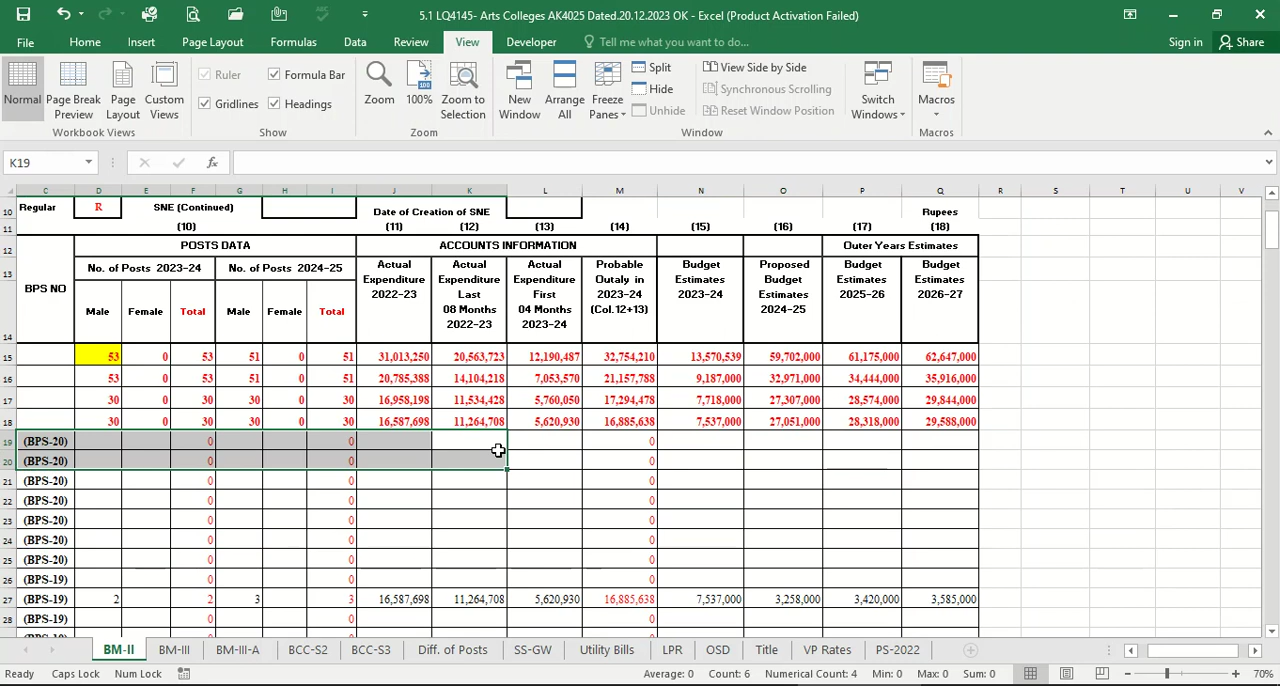 5.1 LQ4145- Arts Colleges AK4025 Dated.20.12.2023 OK - Excel (Product Activation Failed)
File Home Insert Page Layout Formulas Data Review View Developer Tell me what you want to do... Sign in Share
Normal Page Break Preview Page Layout Custom Views
Ruler Formula Bar
Gridlines Headings
Zoom 100% Zoom to Selection
New Window Arrange All Freeze Panes
Split
Hide
Unhide
View Side by Side
Synchronous Scrolling
Reset Window Position
Switch Windows Macros
Workbook Views Show Zoom Window Macros
K19 fx
C D E F G H I J K L M N O P Q R S T U V
10 Regular R SNE (Continued) Date of Creation of SNE Rupees
11 (10) (11) (12) (13) (14) (15) (16) (17) (18)
12 POSTS DATA ACCOUNTS INFORMATION Outer Years Estimates
13 BPS NO No. of Posts 2023-24 No. of Posts 2024-25 Actual Expenditure 2022-23 Actual Expenditure Last 08 Months 2022-23 Actual Expenditure First 04 Months 2023-24 Probable Outaly in 2023-24 (Col.12+13) Budget Estimates 2023-24 Proposed Budget Estimates 2024-25 Budget Estimates 2025-26 Budget Estimates 2026-27
14 Male Female Total Male Female Total
15 53 0 53 51 0 51 31,013,250 20,563,723 12,190,487 32,754,210 13,570,539 59,702,000 61,175,000 62,647,000
16 53 0 53 51 0 51 20,785,388 14,104,218 7,053,570 21,157,788 9,187,000 32,971,000 34,444,000 35,916,000
17 30 0 30 30 0 30 16,958,198 11,534,428 5,760,050 17,294,478 7,718,000 27,307,000 28,574,000 29,844,000
18 30 0 30 30 0 30 16,587,698 11,264,708 5,620,930 16,885,638 7,537,000 27,051,000 28,318,000 29,588,000
19 (BPS-20) 0 0 0
20 (BPS-20) 0 0 0
21 (BPS-20) 0 0 0
22 (BPS-20) 0 0 0
23 (BPS-20) 0 0 0
24 (BPS-20) 0 0 0
25 (BPS-20) 0 0 0
26 (BPS-19) 0 0 0
27 (BPS-19) 2 2 3 3 16,587,698 11,264,708 5,620,930 16,885,638 7,537,000 3,258,000 3,420,000 3,585,000
28 (BPS-19) 0 0 0
BM-II BM-III BM-III-A BCC-S2 BCC-S3 Diff. of Posts SS-GW Utility Bills LPR OSD Title VP Rates PS-2022
Ready Caps Lock Num Lock Average: 0 Count: 6 Numerical Count: 4 Min: 0 Max: 0 Sum: 0 70%